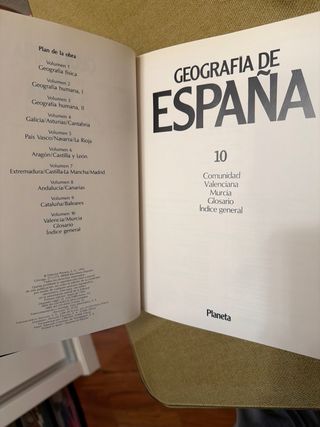 Plan de la obra
Volumen 1
Geografía física
Volumen 2
Geografía humana, I
Volumen 3
Geografía humana, II
Volumen 4
Galicia/Asturias/Cantabria
Volumen 5
País Vasco/Navarra/La Rioja
Volumen 6
Aragón/Castilla y León
Volumen 7
Extremadura/Castilla-La Mancha/Madrid
Volumen 8
Andalucía/Canarias
Volumen 9
Cataluña/Baleares
Volumen 10
Valencia/Murcia
Glosario
Índice general
GEOGRAFIA DE
ESPAÑA
10
Comunidad
Valenciana
Murcia
Glosario
Índice general
Planeta